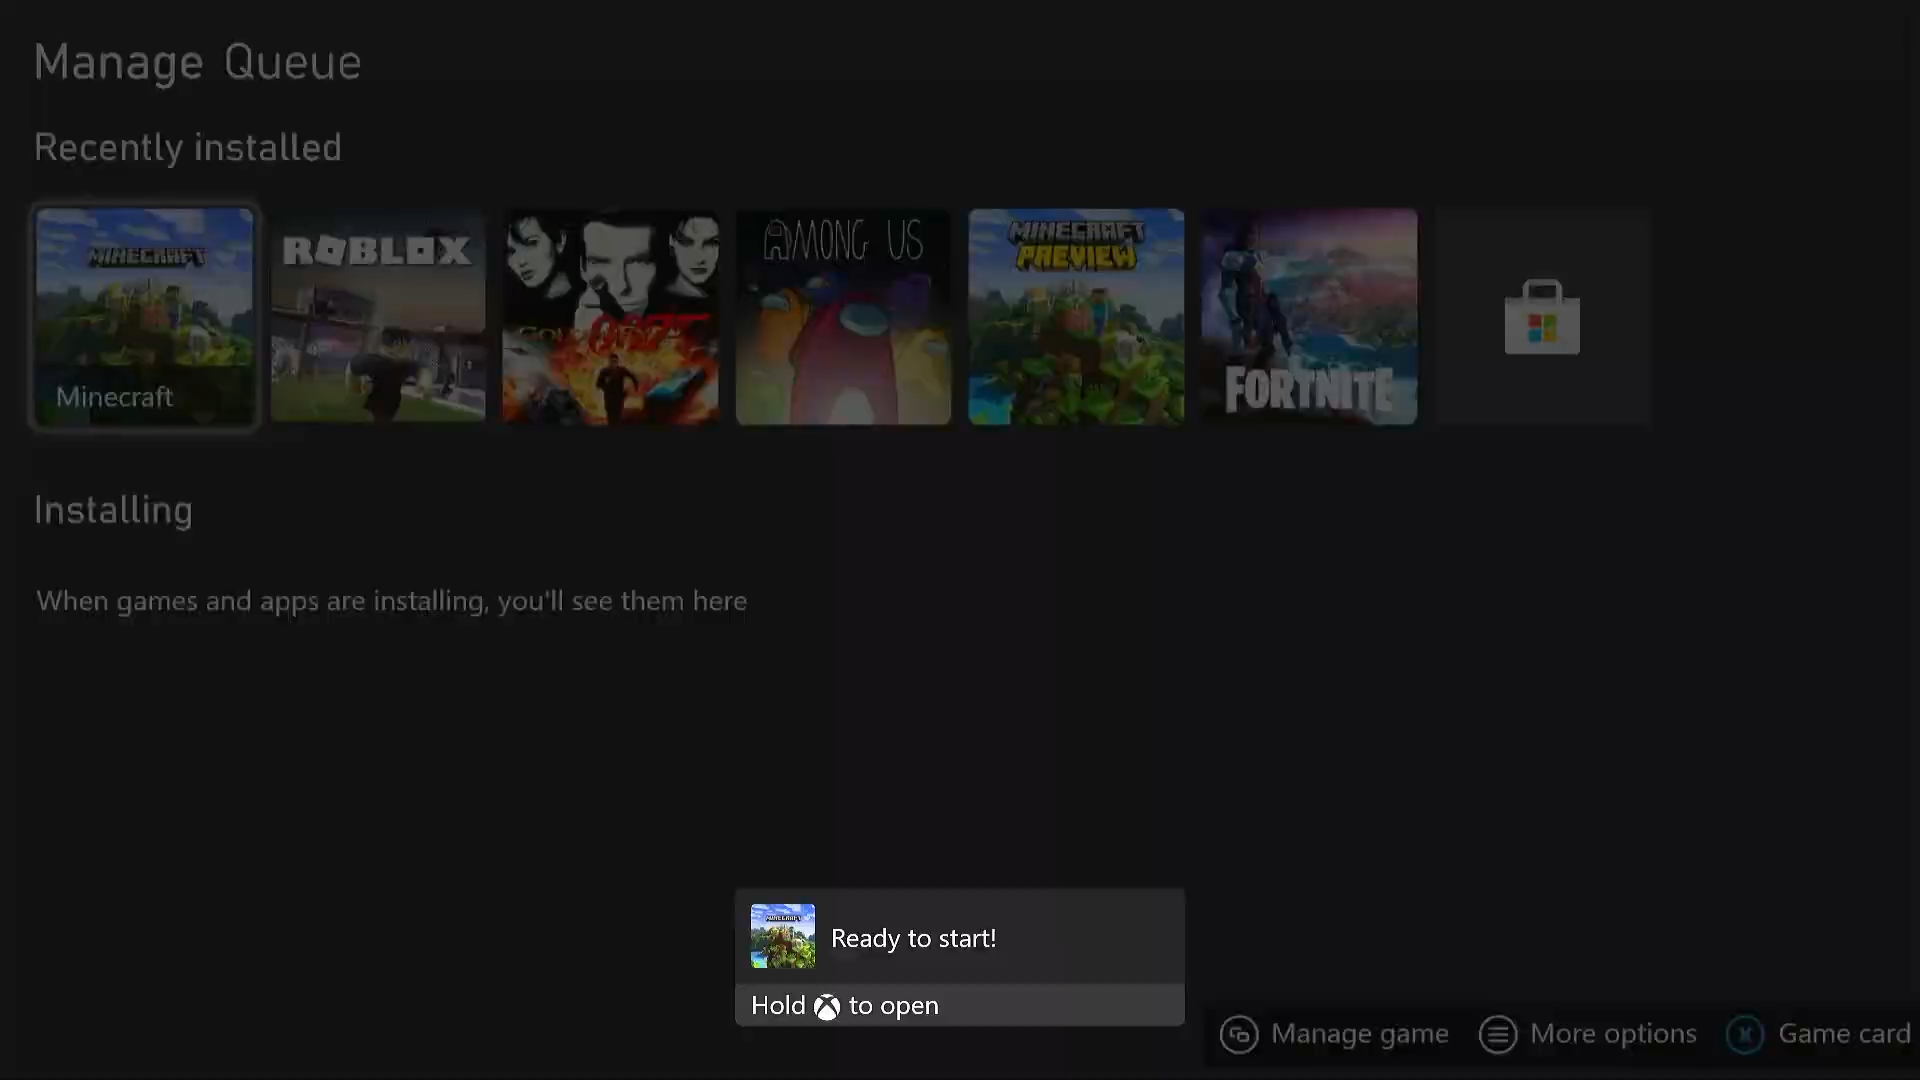 Manage Queue
Recently installed
MINECRAFT
Minecraft
ROBLOX
AMONG US
MINECRAFT
PREVIEW
FORTNITE
Installing
When games and apps are installing, you'll see them here
MINECRAFT
Ready to start!
Hold to open
Manage game
More options
X
Game card